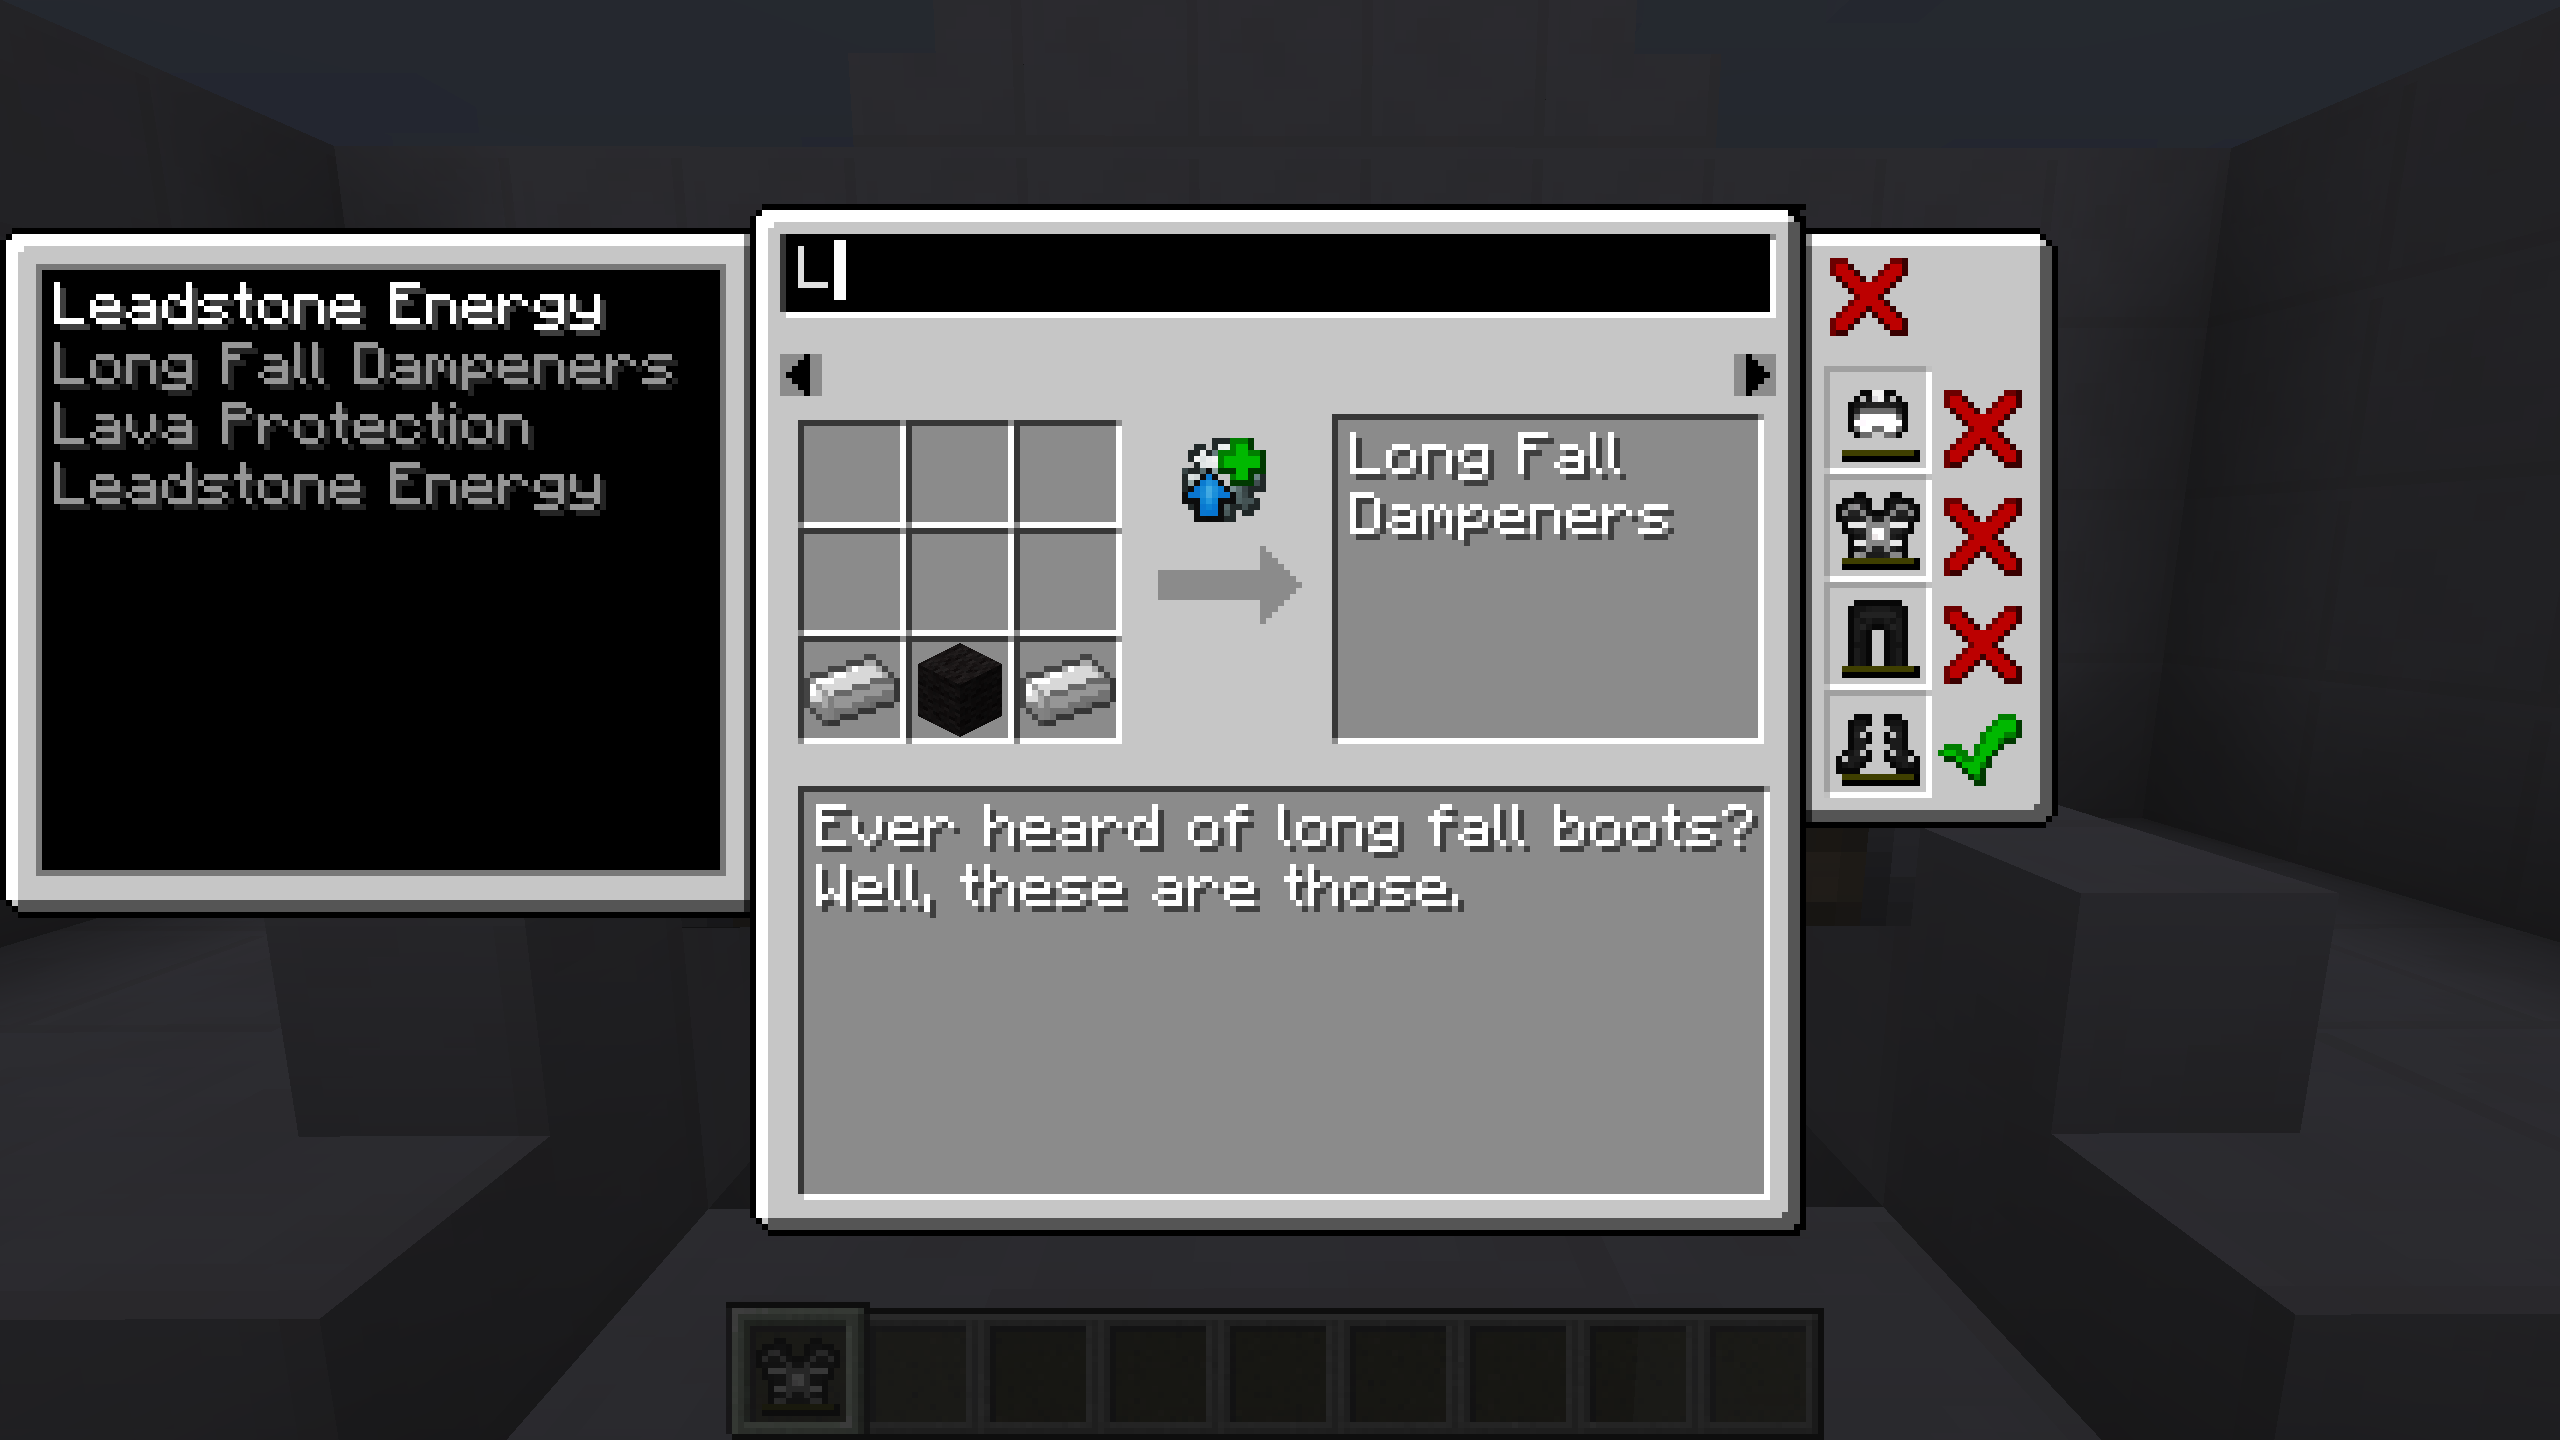 L
Leadstone Energy
Long Fall Dampeners
Lava Protection
Leadstone Energy
Long Fall
Dampeners
Ever heard of long fall boots?
Well, these are those.